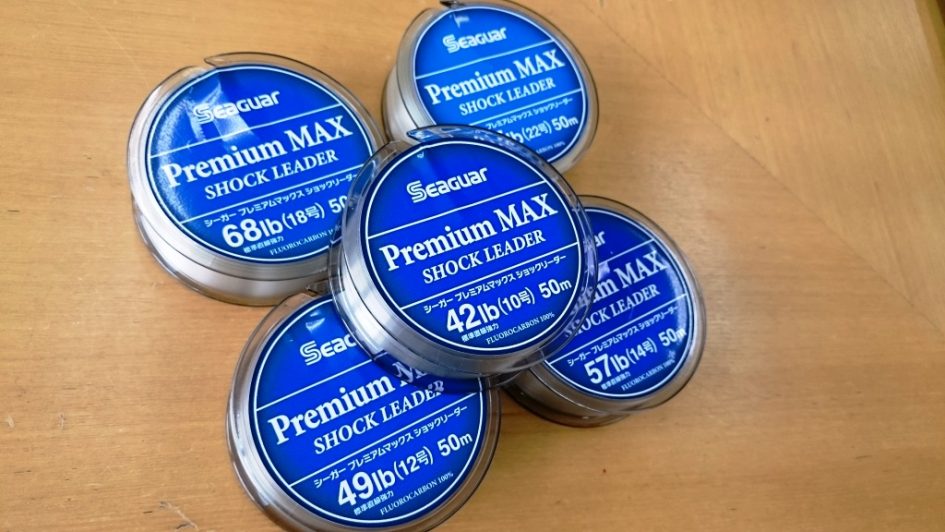 Seaguar
Premium MAX
SHOCK LEADER
シーガー プレミアムマックス ショックリーダー
68lb(18号)
標準直線強力
FLUOROCARBON
Seaguar
Premium MAX
SHOCK LEADER
lb(22号) 50m
Seaguar
Premium MAX
SHOCK LEADER
シーガー プレミアムマックス ショックリーダー
42lb(10号) 50m
標準直線強力
FLUOROCARBON 100%
MAX
SHOCK LEADER
プレミアムマックス ショックリーダー
57lb(14号) 50m
標準直線強力
FLUOROCARBON 100%
Seaguar
Premium MAX
SHOCK LEADER
シーガー プレミアムマックス ショックリーダー
49lb(12号) 50m
標準直線強力
FLUOROCARBON 100%